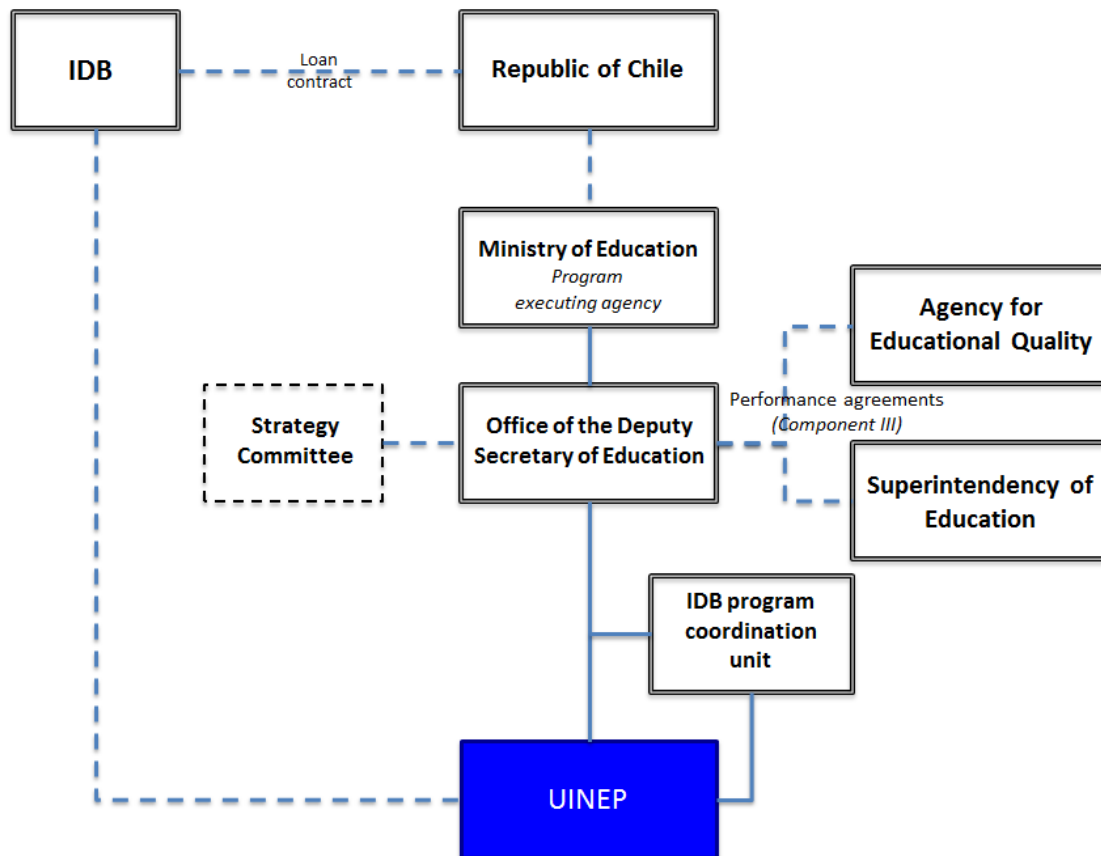 IDB
Loan
contract
Republic of Chile
Ministry of Education
Program
executing agency
Agency for
Educational Quality
Strategy
Committee
Office of the Deputy
Secretary of Education
Performance agreements
(Component III)
Superintendency of
Education
IDB program
coordination
unit
UINEP